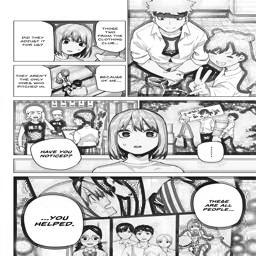 THOSE
TWO
FROM THE
CLOTHING
CLUB...
DID THEY
ADJUST IT
FOR US?
BECAUSE
OF ME...
THEY AREN'T
THE ONLY
ONES WHO
PITCHED IN.
......
HAVE YOU
NOTICED?
THESE
ARE ALL
PEOPLE...
...YOU
HELPED.